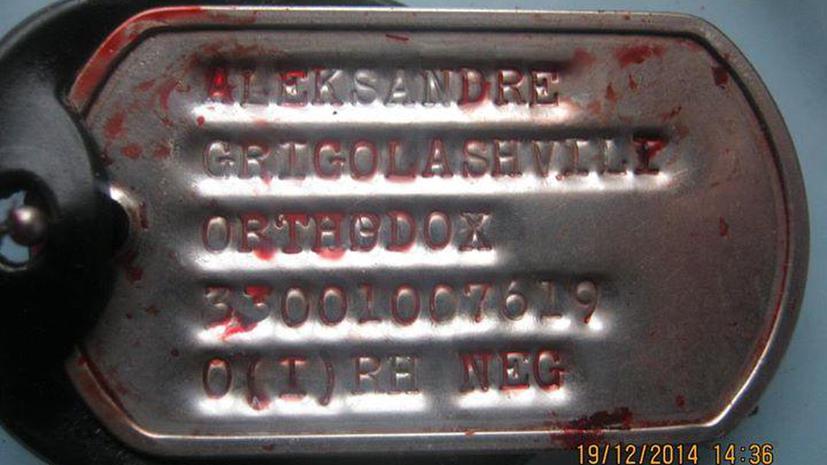 ALEKSANDRE
GRIGOLASHVILI
ORTHODOX
33001007619
O(I)RH NEG
19/12/2014 14:36